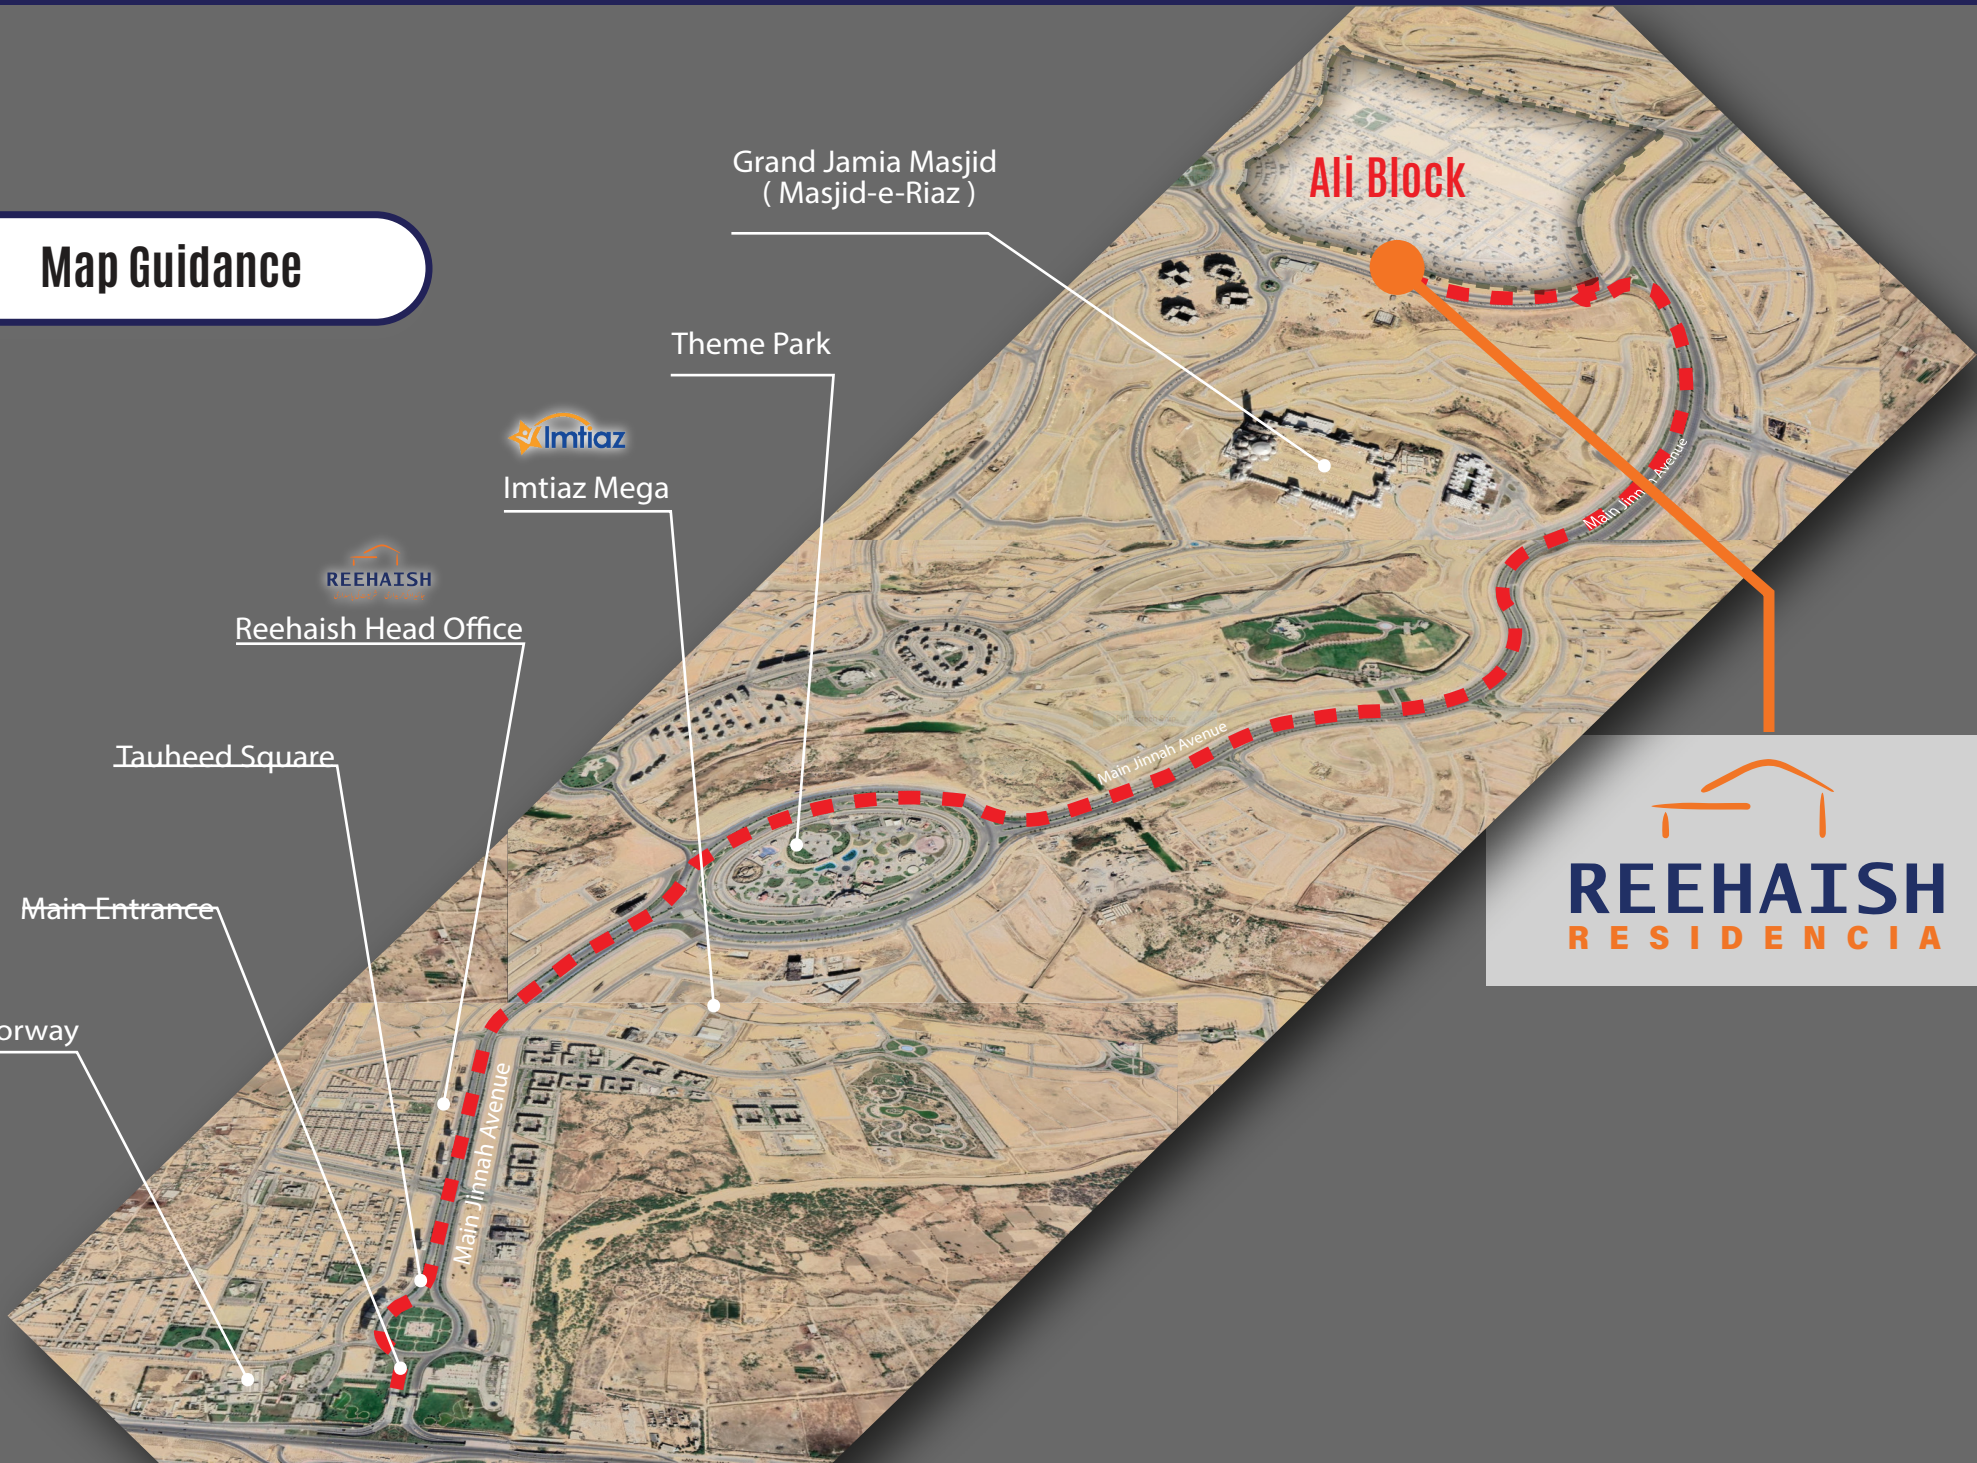 Map Guidance
Grand Jamia Masjid
( Masjid-e-Riaz )
Ali Block
Theme Park
Imtiaz
Imtiaz Mega
REEHAISH
Reehaish Head Office
Tauheed Square
Main Entrance
orway
Main Jinnah Avenue
Main Jinnah Avenue
Main Jinnah Avenue
REEHAISH
RESIDENCIA